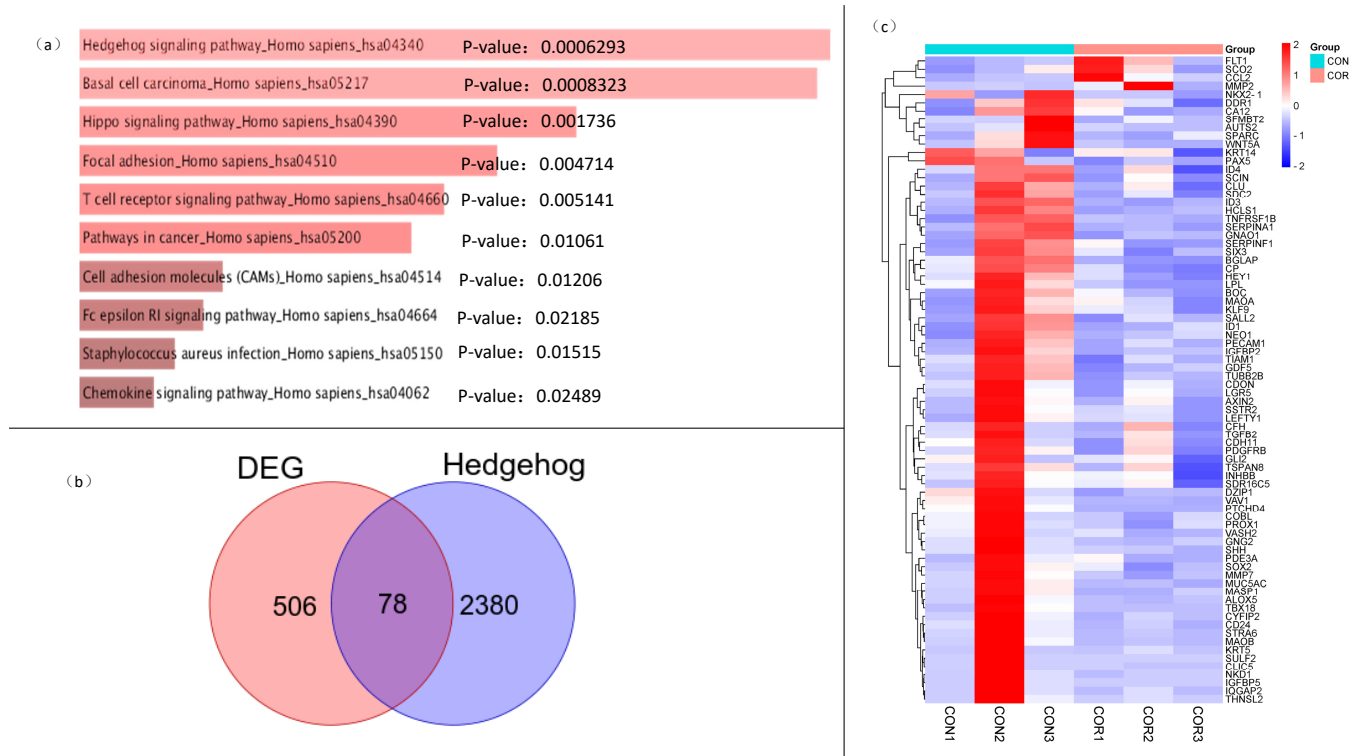 （a）
Hedgehog signaling pathway_Homo sapiens_hsa04340 P-value：0.0006293
Basal cell carcinoma_Homo sapiens_hsa05217 P-value：0.0008323
Hippo signaling pathway_Homo sapiens_hsa04390 P-value：0.001736
Focal adhesion_Homo sapiens_hsa04510 P-value：0.004714
T cell receptor signaling pathway_Homo sapiens_hsa04660 P-value：0.005141
Pathways in cancer_Homo sapiens_hsa05200 P-value：0.01061
Cell adhesion molecules (CAMs)_Homo sapiens_hsa04514 P-value：0.01206
Fc epsilon RI signaling pathway_Homo sapiens_hsa04664 P-value：0.02185
Staphylococcus aureus infection_Homo sapiens_hsa05150 P-value：0.01515
Chemokine signaling pathway_Homo sapiens_hsa04062 P-value：0.02489
（b）
DEG Hedgehog
506 78 2380
（c）
Group
FLT1
SCO2
CCL2
MMP2
NKX2-1
DDR1
CA12
SFMBT2
AUTS2
SPARC
WNT5A
KRT14
PAX5
ID4
SCIN
CLU
SDC2
ID3
HCLS1
TNFRSF1B
SERPINA1
GNAO1
SERPINF1
SIX3
BGLAP
CP
HEY1
LPL
BOC
MAOA
KLF9
SALL2
ID1
NEO1
PECAM1
IGFBP2
TIAM1
GDF5
TUBB2B
CDON
LGR5
AXIN2
SSTR2
LEFTY1
CFH
TGFB2
CDH11
PDGFRB
GLI2
TSPAN8
INHBB
SDR16C5
DZIP1
VAV1
PTCHD4
COBL
PROX1
VASH2
GNG2
SHH
PDE3A
SOX2
MMP7
MUC5AC
MASP1
ALOX5
TBX18
CYFIP2
CD24
STRA6
MAOB
KRT5
SULF2
CLIC5
NKD1
IGFBP5
IQGAP2
THNSL2
CON1 CON2 CON3 COR1 COR2 COR3
2
1
0
-1
-2
Group
CON
COR